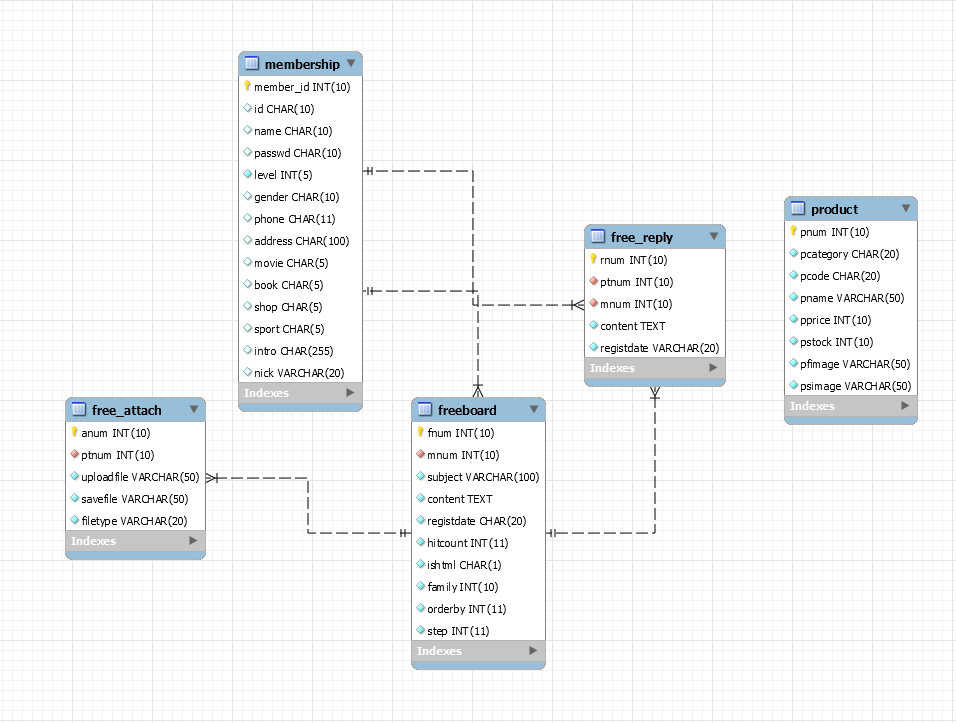 membership
member_id INT(10)
id CHAR(10)
name CHAR(10)
passwd CHAR(10)
level INT(5)
gender CHAR(10)
phone CHAR(11)
address CHAR(100)
movie CHAR(5)
book CHAR(5)
shop CHAR(5)
sport CHAR(5)
intro CHAR(255)
nick VARCHAR(20)
Indexes
free_reply
rnum INT(10)
ptnum INT(10)
mnum INT(10)
content TEXT
registdate VARCHAR(20)
Indexes
product
pnum INT(10)
pcategory CHAR(20)
pcode CHAR(20)
pname VARCHAR(50)
pprice INT(10)
pstock INT(10)
pfimage VARCHAR(50)
psimage VARCHAR(50)
Indexes
free_attach
anum INT(10)
ptnum INT(10)
uploadfile VARCHAR(50)
savefile VARCHAR(50)
filetype VARCHAR(20)
Indexes
freeboard
fnum INT(10)
mnum INT(10)
subject VARCHAR(100)
content TEXT
registdate CHAR(20)
hitcount INT(11)
ishtml CHAR(1)
family INT(10)
orderby INT(11)
step INT(11)
Indexes